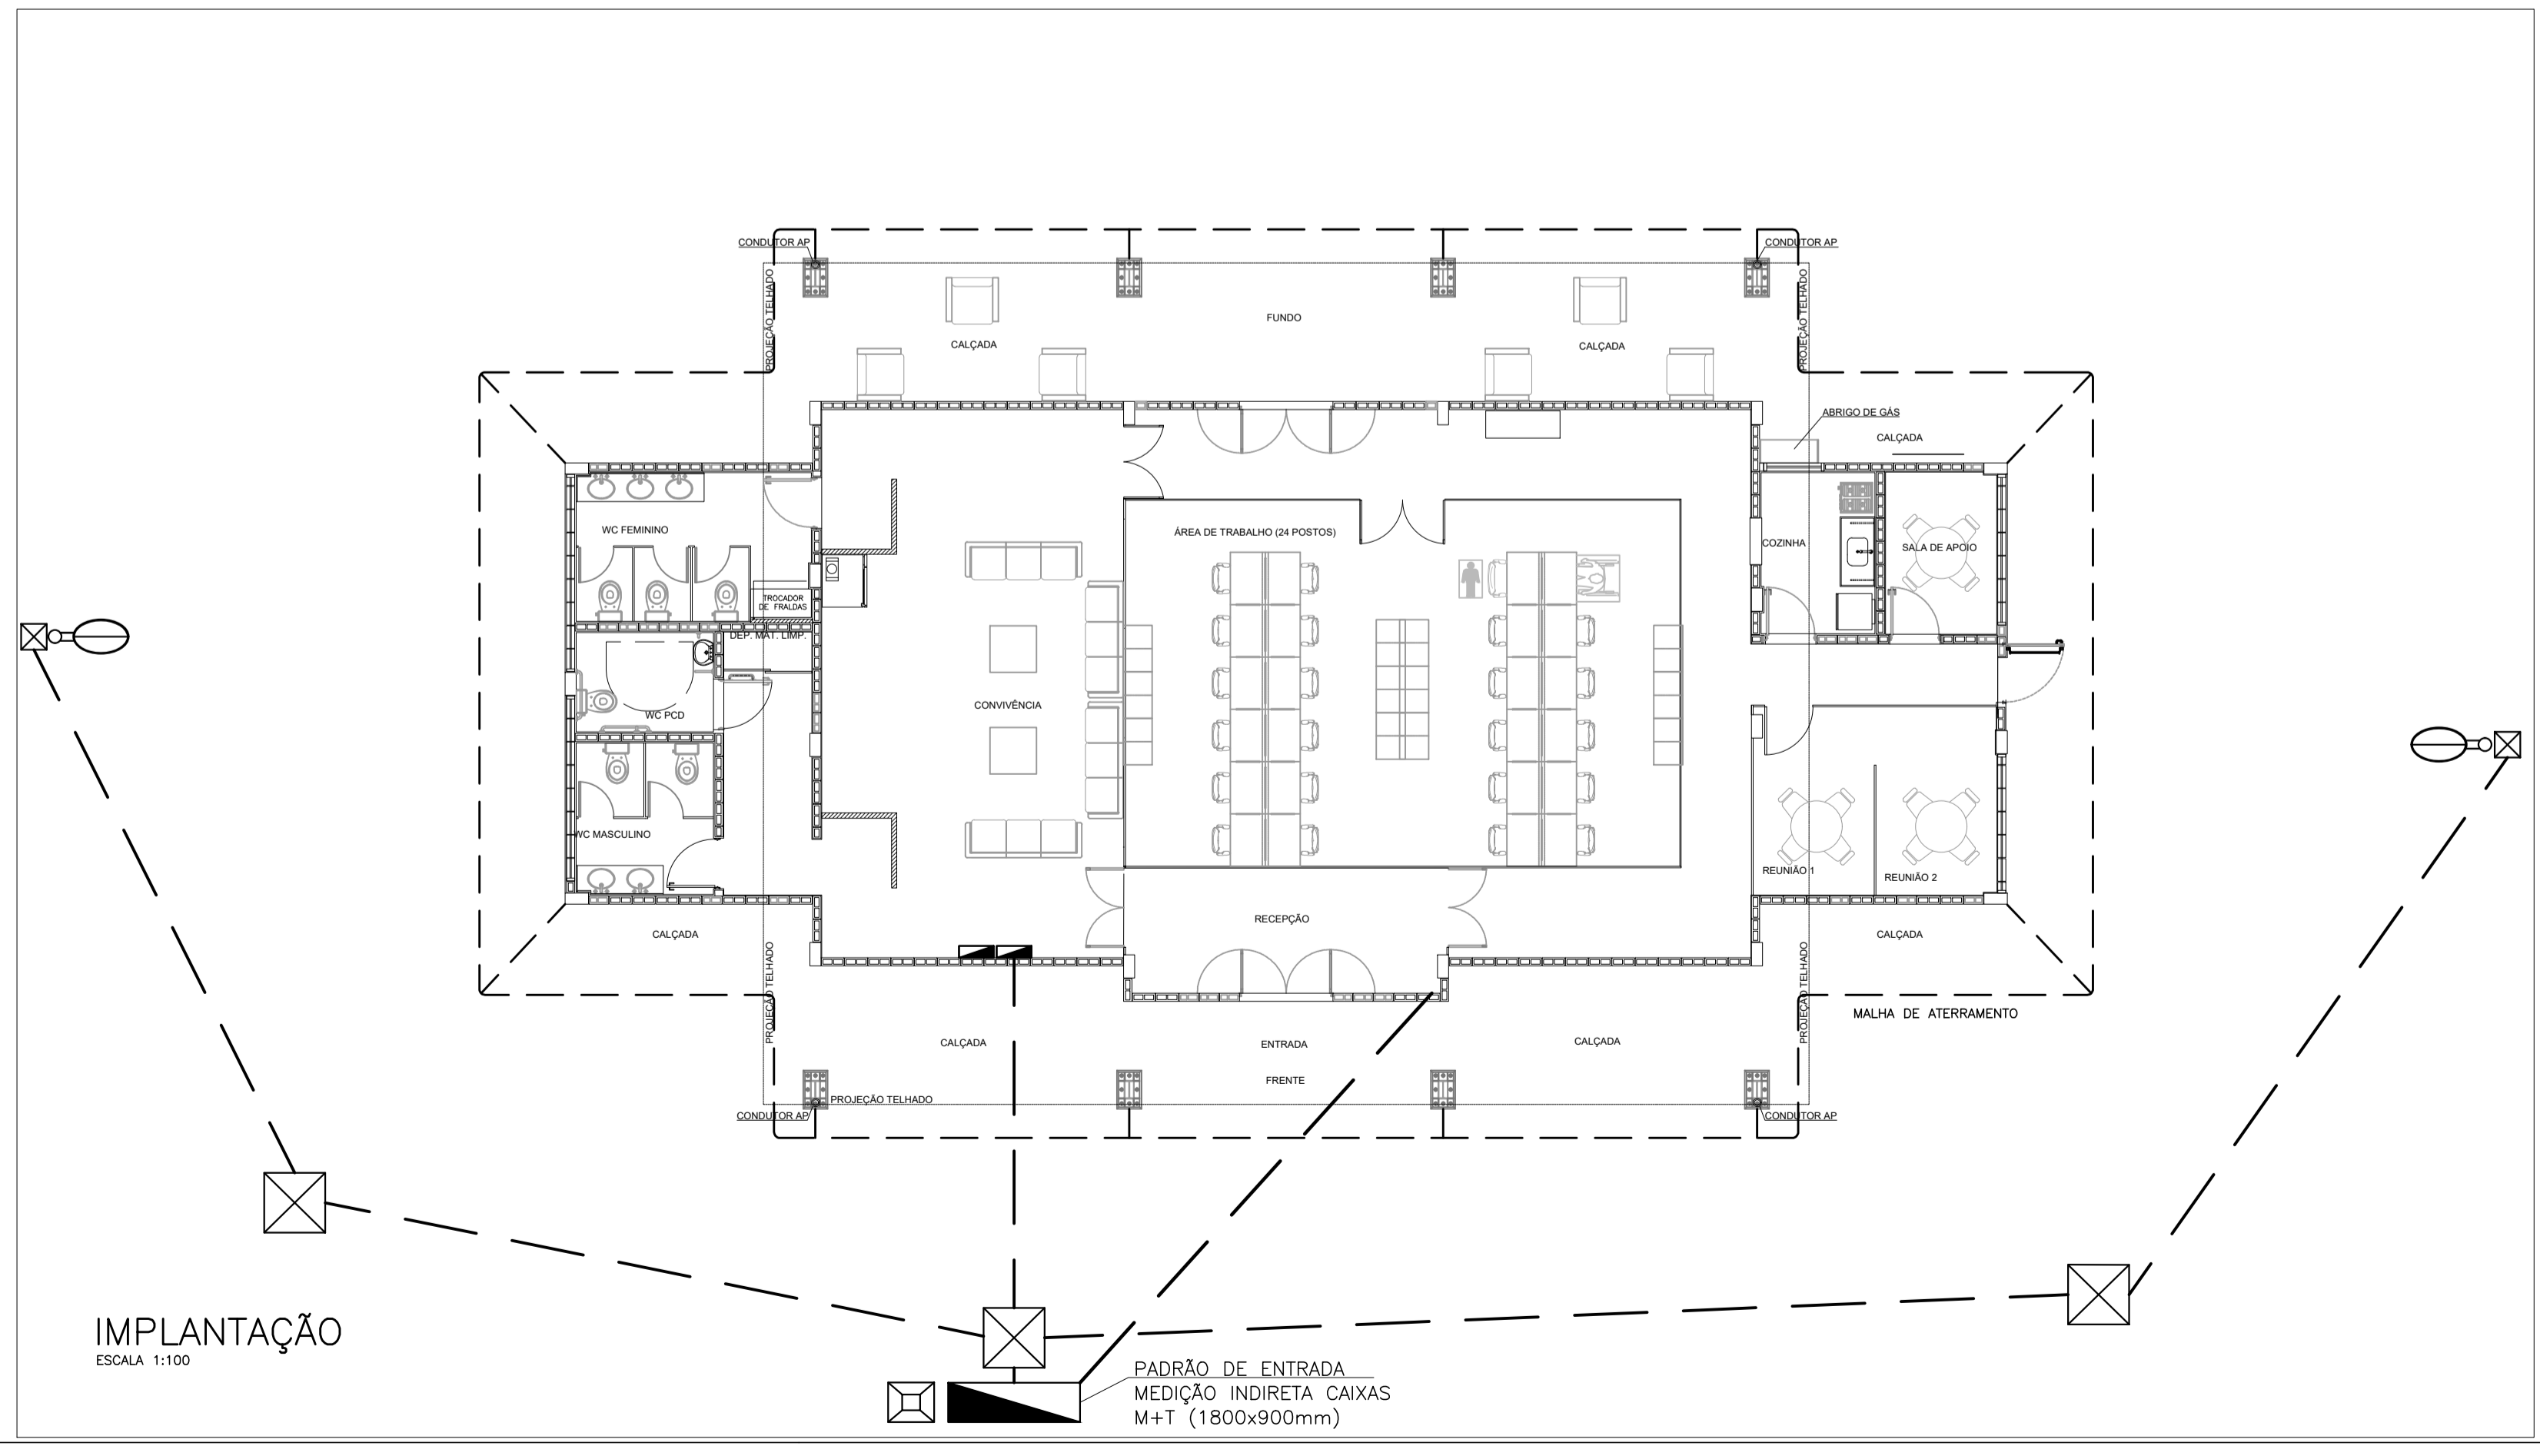 CONDUTOR AP
CONDUTOR AP
PROJEÇÃO TELHADO
PROJEÇÃO TELHADO
FUNDO
CALÇADA
CALÇADA
ABRIGO DE GÁS
CALÇADA
WC FEMININO
ÁREA DE TRABALHO (24 POSTOS)
COZINHA
SALA DE APOIO
TROCADOR
DE FRALDAS
DEP. MAT. LIMP.
CONVIVÊNCIA
WC PCD
WC MASCULINO
REUNIÃO 1
REUNIÃO 2
RECEPÇÃO
CALÇADA
CALÇADA
PROJEÇÃO TELHADO
PROJEÇÃO TELHADO
MALHA DE ATERRAMENTO
CALÇADA
ENTRADA
CALÇADA
FRENTE
PROJEÇÃO TELHADO
CONDUTOR AP
CONDUTOR AP
IMPLANTAÇÃO
ESCALA 1:100
PADRÃO DE ENTRADA
MEDIÇÃO INDIRETA CAIXAS
M+T (1800x900mm)